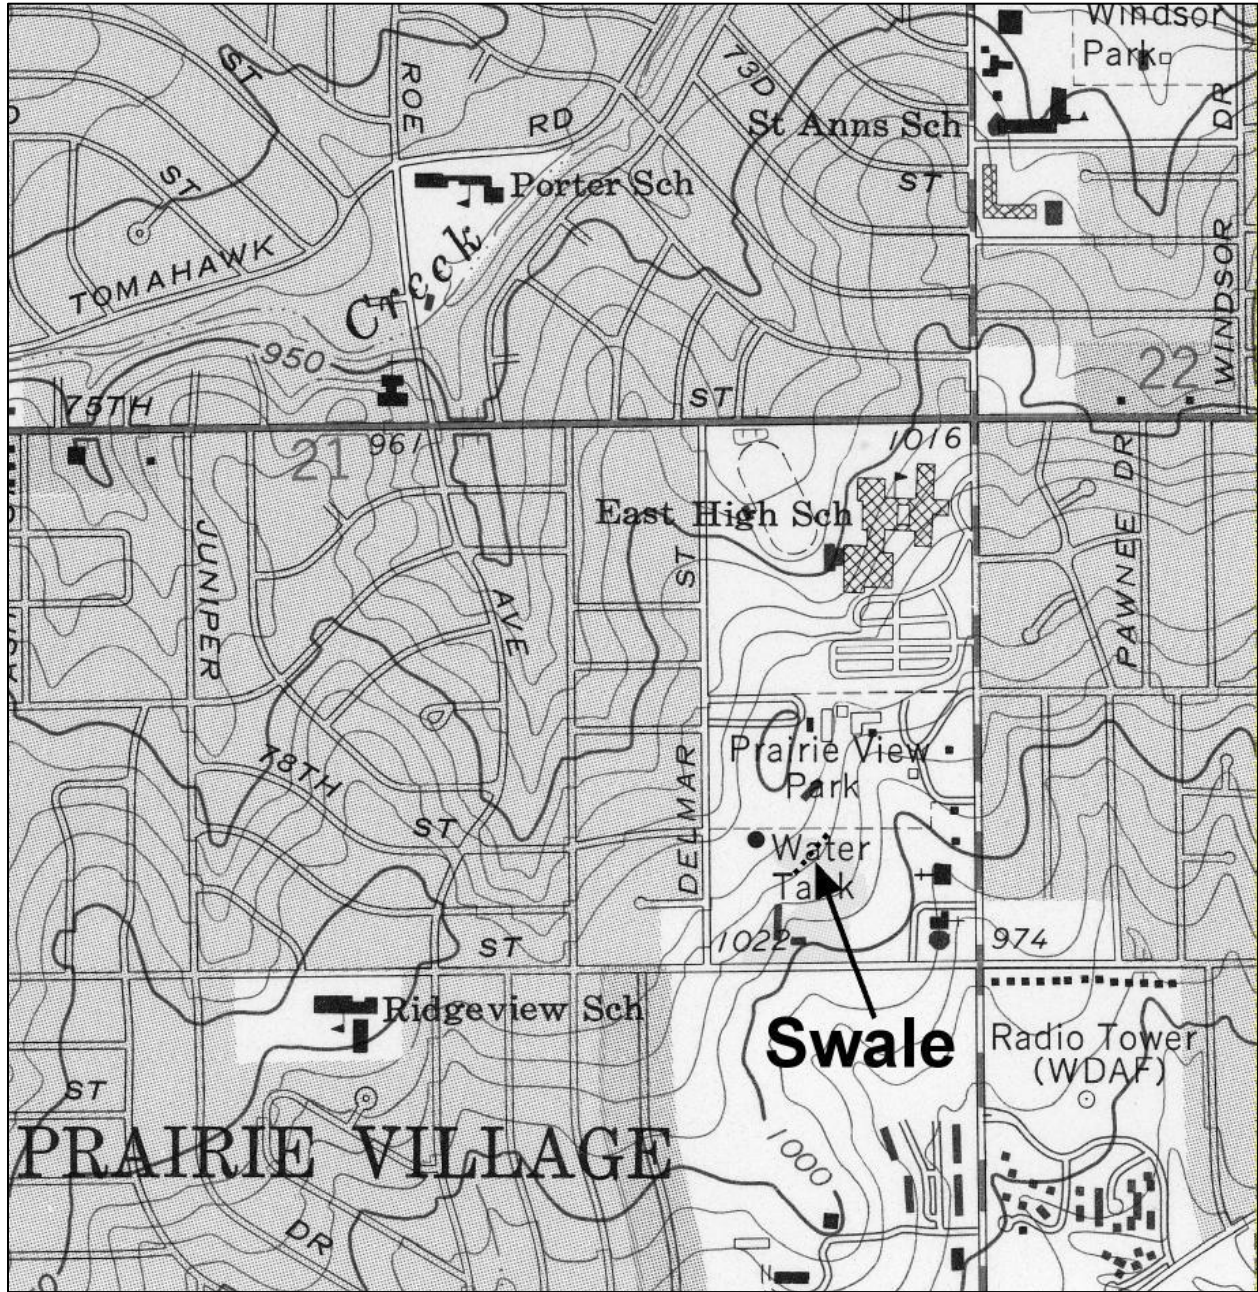 Windsor
Park
ST
ROE
RD
73D
DR
St Anns Sch
ST
Porter Sch
ST
TOMAHAWK
Creek
WINDSOR
950
22
75TH
ST
21
961
1016
DR
East High Sch
JUNIPER
ST
AVE
PAWNEE
78TH
ST
Prairie View
Park
DELMAR
Water
Tank
ST
1022
974
Ridgeview Sch
Swale
Radio Tower
(WDAF)
ST
PRAIRIE VILLAGE
1000
DR